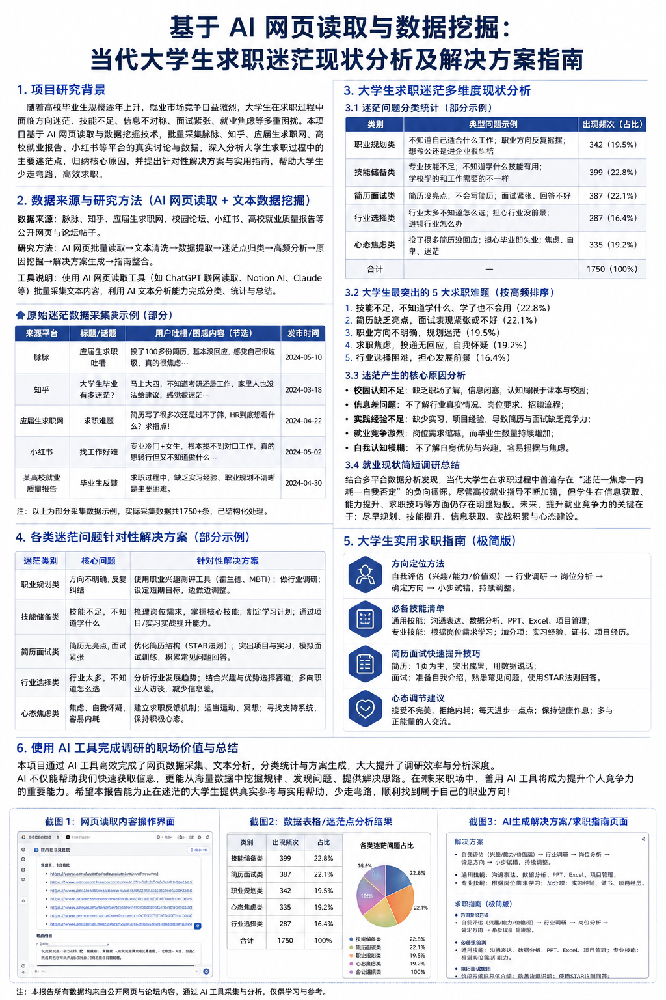 基于 AI 网页读取与数据挖掘：
当代大学生求职迷茫现状分析及解决方案指南
1. 项目研究背景
随着高校毕业生规模逐年上升，就业市场竞争日益激烈，大学生在求职过程中
面临方向迷茫、技能不足、信息不对称、面试紧张、就业焦虑等多重困扰。本项
目基于 AI 网页读取与数据挖掘技术，批量采集脉脉、知乎、应届生求职网、高
校就业报告、小红书等平台的真实讨论与数据，深入分析大学生求职过程中的
主要迷茫点，归纳核心原因，并提出针对性解决方案与实用指南，帮助大学生
少走弯路，高效求职。
2. 数据来源与研究方法（AI 网页读取 + 文本数据挖掘）
数据来源：脉脉、知乎、应届生求职网、校园论坛、小红书、高校就业质量报告等
公开网页与论坛帖子。
研究方法：AI 网页批量读取→文本清洗→数据提取→迷茫点归类→高频分析→原
因挖掘→解决方案生成→指南整合。
工具说明：使用 AI 网页读取工具（如 ChatGPT 联网读取、Notion AI、Claude
等）批量采集文本内容，利用 AI 文本分析能力完成分类、统计与总结。
原始迷茫数据采集示例（部分）
来源平台 标题/话题 用户吐槽/困惑内容（节选） 发布时间
脉脉 应届生求职吐槽 投了100多份简历，基本没回应，感觉自己很垃
圾，真的很焦虑… 2024-05-10
知乎 大学生毕业有多迷茫？ 马上大四，不知道考研还是工作，家里人也没
法给建议，感觉很迷茫… 2024-03-18
应届生求职网 求职难题 简历写了很多次还是过不了筛，HR到底想看什
么？求指点！ 2024-04-22
小红书 找工作好难 专业冷门+女生，根本找不到对口工作，真的
想转行但又不知道做什么… 2024-05-02
某高校就业质量报告 毕业生反馈 求职过程中，缺乏实习经验、职业规划不清晰
是主要困难。 2024-04-30
注：以上为部分采集数据示例，实际采集数据共1750+条，已结构化处理。
3. 大学生求职迷茫多维度现状分析
3.1 迷茫问题分类统计（部分示例）
类别 典型问题示例 出现频次（占比）
职业规划类 不知道自己适合什么工作；职业方向反复摇摆；
想考公还是进企业很纠结 342（19.5%）
技能储备类 专业技能不足；不知道学什么技能有用；
学校学的和工作需要的不一样 399（22.8%）
简历面试类 简历没亮点；不会写简历；面试紧张、回答不好 387（22.1%）
行业选择类 行业太多不知道怎么选；担心行业没前景；
进错行业怎么办 287（16.4%）
心态焦虑类 投了很多简历没回应；担心毕业即失业；焦虑、自
卑、迷茫 335（19.2%）
合计 — 1750（100%）
3.2 大学生最突出的 5 大求职难题（按高频排序）
1. 技能不足，不知道学什么、学了也不会用（22.8%）
2. 简历缺乏亮点，面试表现紧张或不好（22.1%）
3. 职业方向不明确，规划迷茫（19.5%）
4. 求职焦虑，投递无回应，自我怀疑（19.2%）
5. 行业选择困难，担心发展前景（16.4%）
3.3 迷茫产生的核心原因分析
• 校园认知不足：缺乏职场了解，信息闭塞，认知局限于课本与校园；
• 信息差问题：不了解行业真实情况、岗位要求、招聘流程；
• 实践经验不足：缺少实习、项目经验，导致简历与面试缺乏竞争力；
• 就业竞争激烈：岗位需求缩减，而毕业生数量持续增加；
• 自我认知模糊：不了解自身优势与兴趣，容易摇摆与焦虑。
3.4 就业现状简短调研总结
结合多平台数据分析发现，当代大学生在求职过程中普遍存在“迷茫—焦虑—内
耗—自我否定”的负向循环。尽管高校就业指导不断加强，但学生在信息获取、
能力提升、求职技巧等方面仍存在明显短板。未来，提升就业竞争力的关键在
于：尽早规划、技能提升、信息获取、实战积累与心态建设。
4. 各类迷茫问题针对性解决方案（部分示例）
迷茫类别 核心问题 针对性解决方案
职业规划类 方向不明确,反复纠结 使用职业兴趣测评工具（霍兰德、MBTI）；做行业调研；
设定短期目标，边做边调整。
技能储备类 技能不足，不知道学什么 梳理岗位需求，掌握核心技能；制定学习计划；通过项
目/实习实战提升能力。
简历面试类 简历无亮点,面试紧张 优化简历结构（STAR法则）；突出项目与实习；模拟面
试训练，积累常见问题回答。
行业选择类 行业太多，不知道怎么选 分析行业发展趋势；结合兴趣与优势选择赛道；多向职
业人访谈，减少信息差。
心态焦虑类 焦虑、自我怀疑，容易内耗 建立求职反馈机制；适当运动、冥想；寻找支持系统，
保持积极心态。
5. 大学生实用求职指南（极简版）
方向定位方法
自我评估（兴趣/能力/价值观）→ 行业调研 → 岗位分析 →
确定方向 → 小步试错，持续调整。
必备技能清单
通用技能：沟通表达、数据分析、PPT、Excel、项目管理；
专业技能：根据岗位需求学习；加分项：实习经验、证书、项目经历。
简历面试快速提升技巧
简历：1页为主，突出成果，用数据说话；
面试：准备自我介绍，熟悉常见问题，使用STAR法则回答。
心态调节建议
接受不完美，拒绝内耗；每天进步一点点；保持健康作息；多与
正能量的人交流。
6. 使用 AI 工具完成调研的职场价值与总结
本项目通过 AI 工具高效完成了网页数据采集、文本分析，分类统计与方案生成，大大提升了调研效率与分析深度。
AI 不仅能帮助我们快速获取信息，更能从海量数据中挖掘规律、发现问题、提供解决思路。在未来职场中，善用 AI 工具将成为提升个人竞争力
的重要能力。希望本报告能为正在迷茫的大学生提供真实参考与实用帮助，少走弯路，顺利找到属于自己的职业方向！
截图 1：网页读取内容操作界面
截图2：数据表格/迷茫点分析结果
类别 出现频次 占比
技能储备类 399 22.8%
简历面试类 387 22.1%
职业规划类 342 19.5%
心态焦虑类 335 19.2%
行业选择类 287 16.4%
合计 1750 100%
各类迷茫问题占比
22.8%
22.1%
技能储备类 22.8%
简历面试类 22.1%
职业规划类 19.5%
心态焦虑类 19.2%
100%
截图3：AI生成解决方案/求职指南页面
解决方案
• 自我评估（兴趣/能力/价值观）→ 行业调研 → 岗位分析 →
确定方向 → 小步试错，持续调整。
• 通用技能：沟通表达、数据分析、PPT、Excel、项目管理；
• 专业技能：根据岗位需求学习；加分项：实习经验、证书、项目经历。
求职指南（极简版）
• 方向定位方法
• 自我评估（兴趣/能力/价值观）→ 行业调研 → 岗位分析 →
确定方向 →
• 必备技能
• 通用技能：沟通表达、数据分析、PPT、Excel、项目管理；专业技能：
注：本报告所有数据均来自公开网页与论坛内容，通过 AI 工具采集与分析，仅供学习与参考。